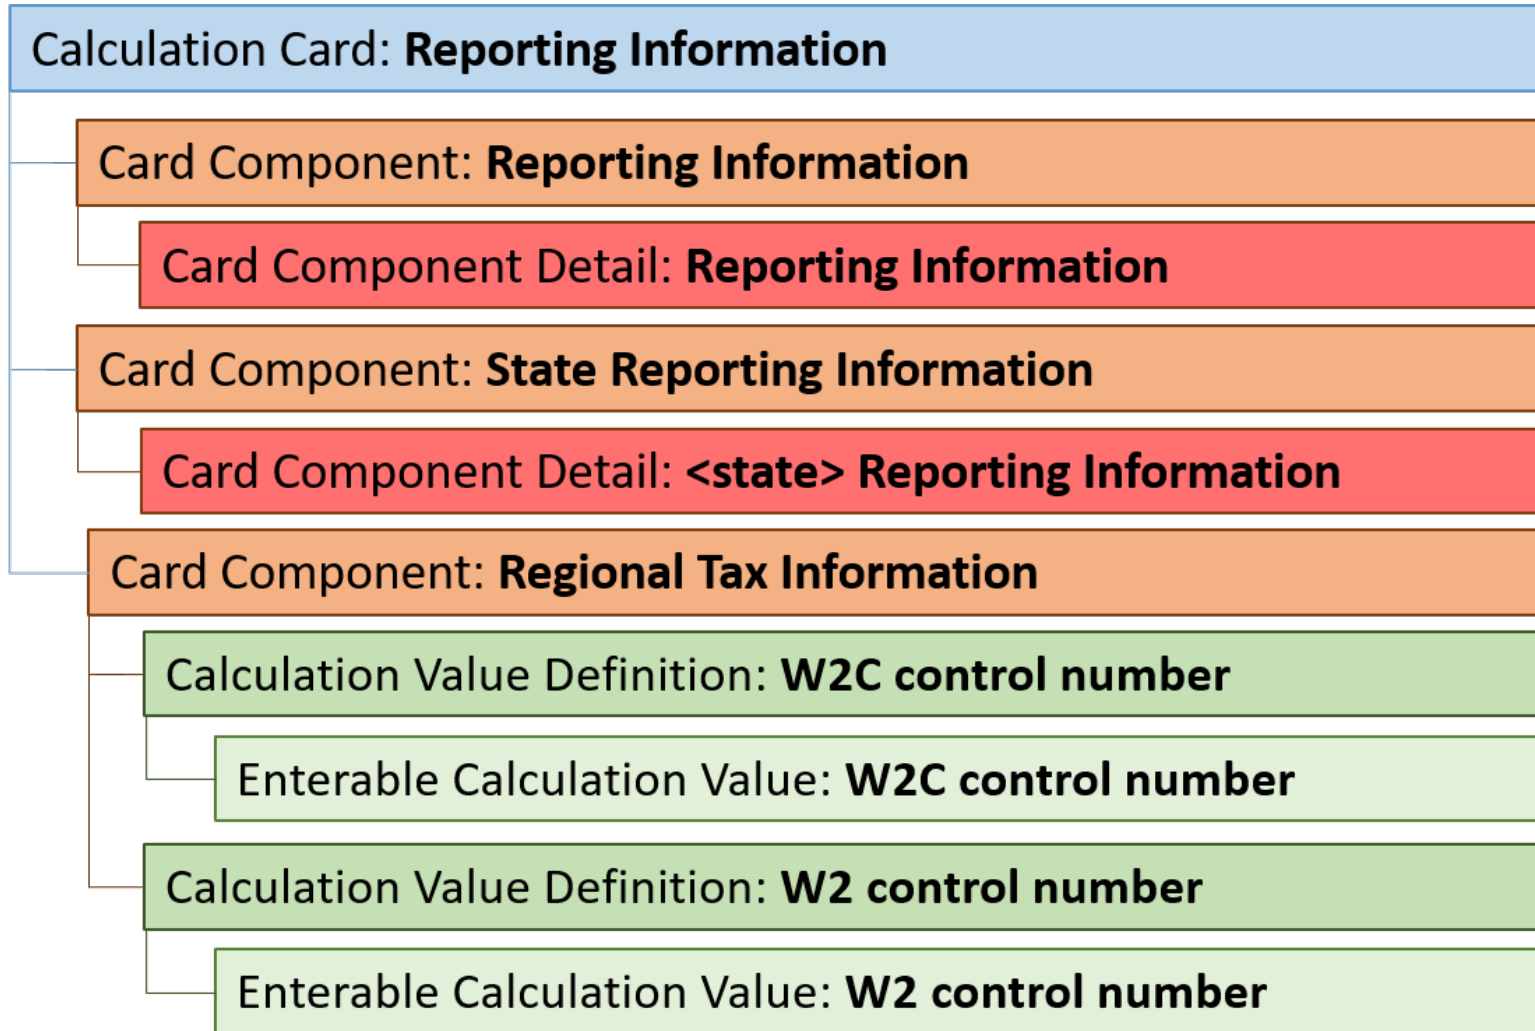 Calculation Card: Reporting Information
Card Component: Reporting Information
Card Component Detail: Reporting Information
Card Component: State Reporting Information
Card Component Detail: <state> Reporting Information
Card Component: Regional Tax Information
Calculation Value Definition: W2C control number
Enterable Calculation Value: W2C control number
Calculation Value Definition: W2 control number
Enterable Calculation Value: W2 control number